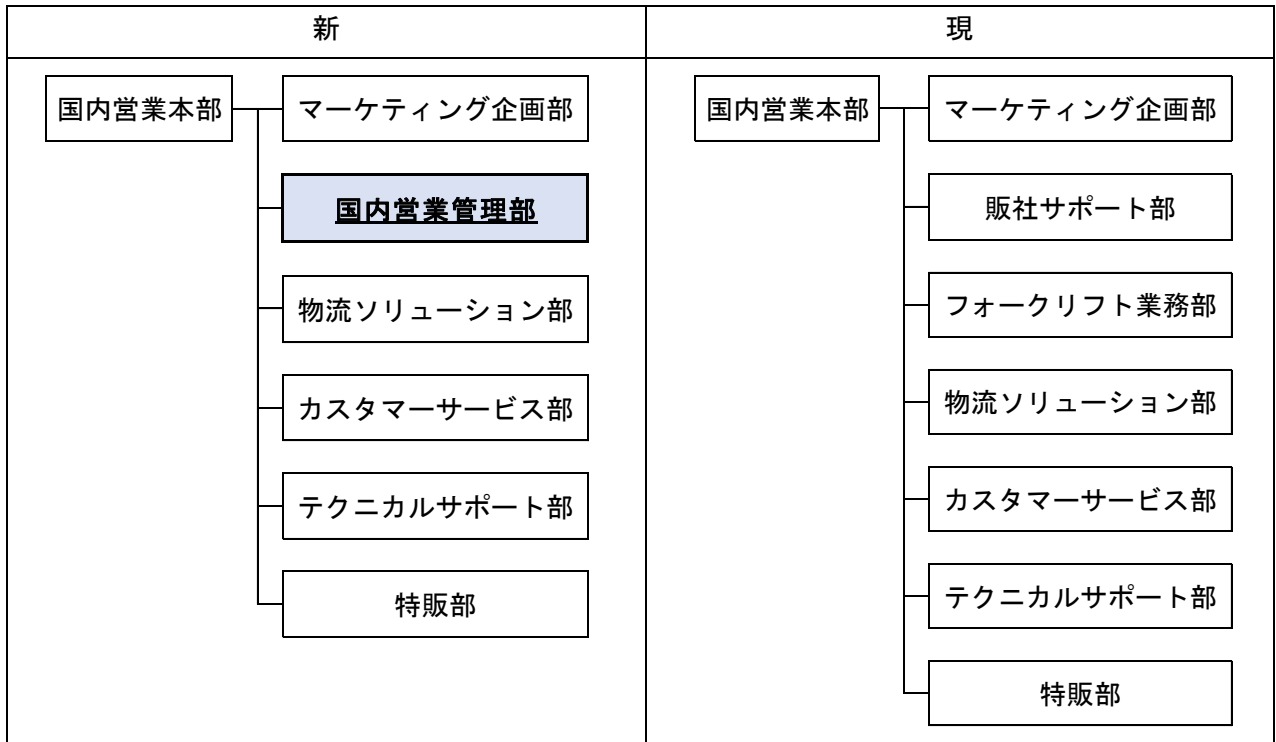 新
国内営業本部
マーケティング企画部
国内営業管理部
物流ソリューション部
カスタマーサービス部
テクニカルサポート部
特販部
現
国内営業本部
マーケティング企画部
販社サポート部
フォークリフト業務部
物流ソリューション部
カスタマーサービス部
テクニカルサポート部
特販部